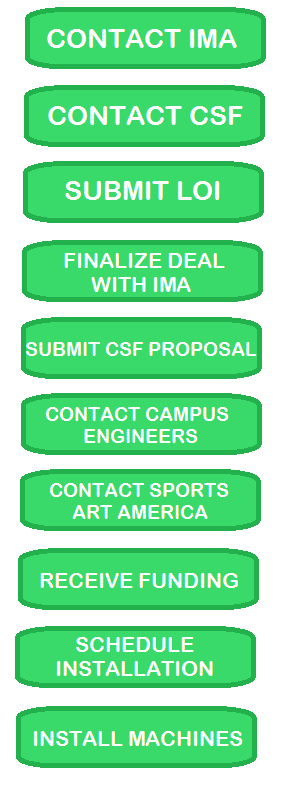 CONTACT IMA
CONTACT CSF
SUBMIT LOI
FINALIZE DEAL
WITH IMA
SUBMIT CSF PROPOSAL
CONTACT CAMPUS
ENGINEERS
CONTACT SPORTS
ART AMERICA
RECEIVE FUNDING
SCHEDULE
INSTALLATION
INSTALL MACHINES